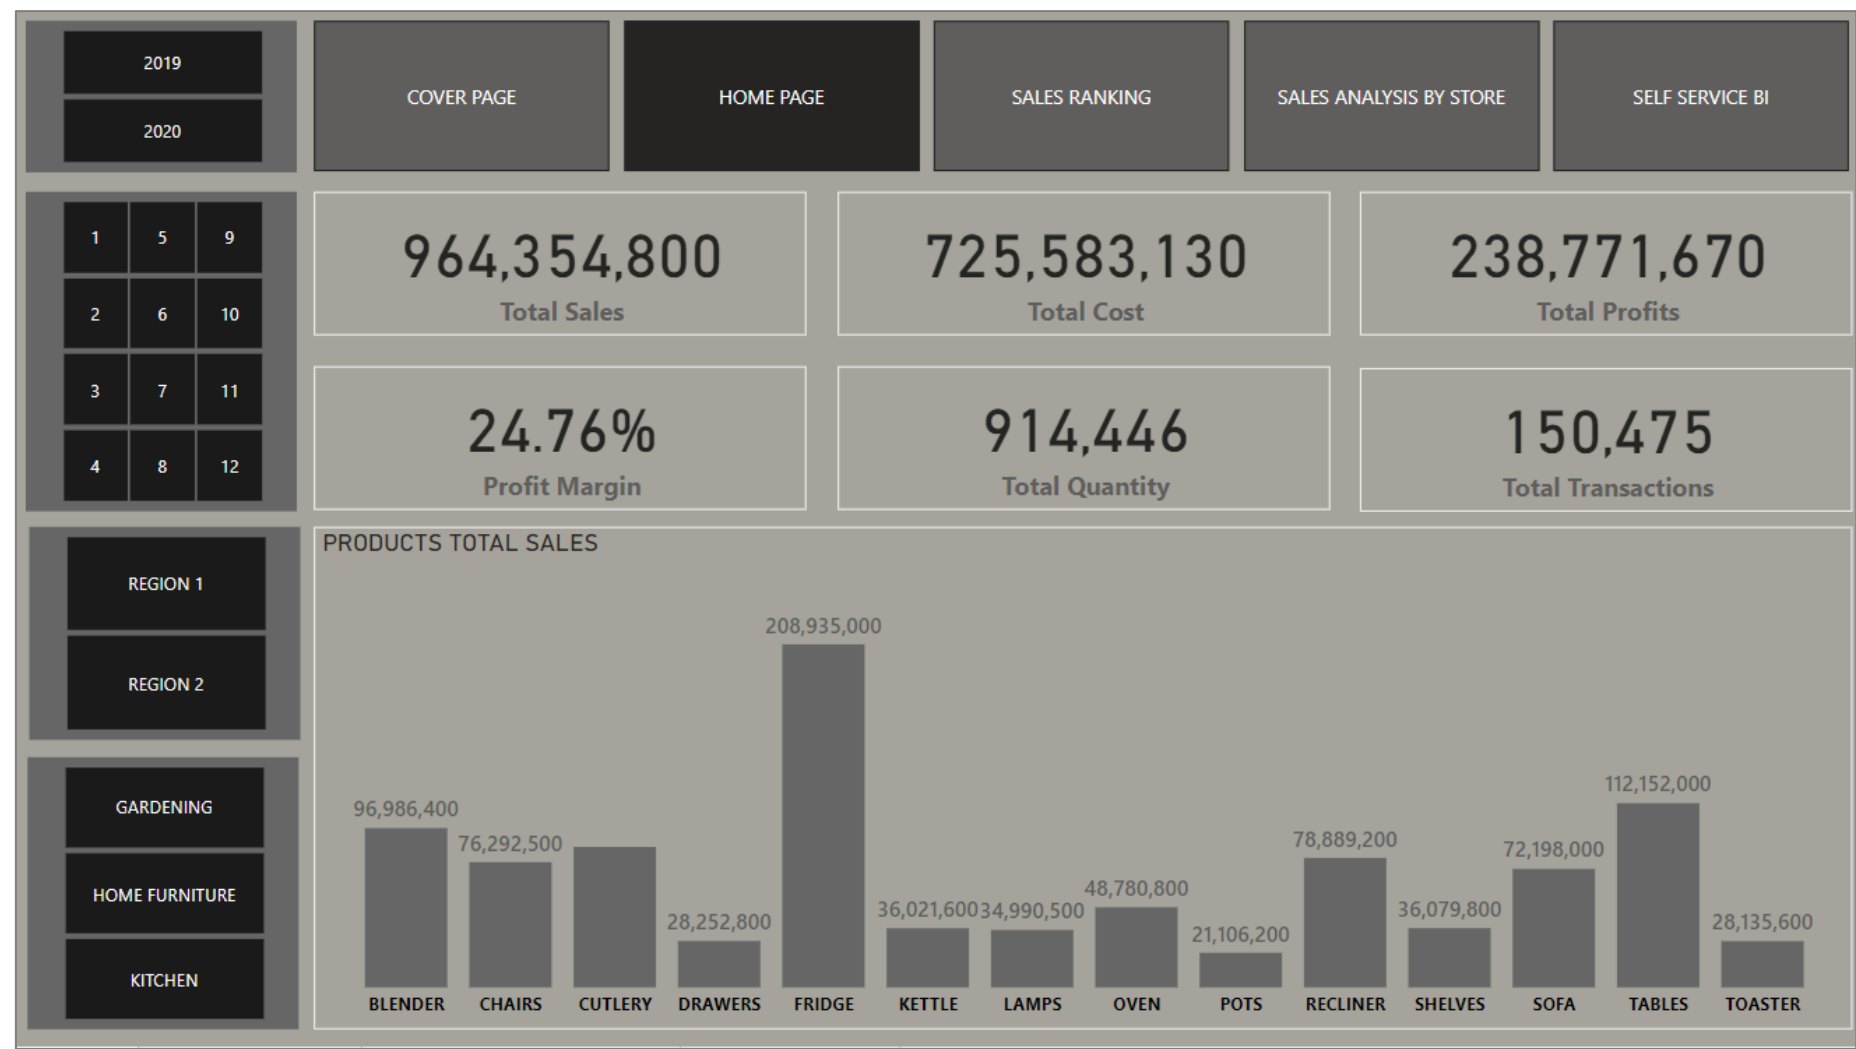 2019
2020
COVER PAGE
HOME PAGE
SALES RANKING
SALES ANALYSIS BY STORE
SELF SERVICE BI
1 5 9
2 6 10
3 7 11
4 8 12
964,354,800
Total Sales
725,583,130
Total Cost
238,771,670
Total Profits
24.76%
Profit Margin
914,446
Total Quantity
150,475
Total Transactions
REGION 1
REGION 2
GARDENING
HOME FURNITURE
KITCHEN
PRODUCTS TOTAL SALES
96,986,400
76,292,500
28,252,800
208,935,000
36,021,600
34,990,500
48,780,800
21,106,200
78,889,200
36,079,800
72,198,000
112,152,000
28,135,600
BLENDER CHAIRS CUTLERY DRAWERS FRIDGE KETTLE LAMPS OVEN POTS RECLINER SHELVES SOFA TABLES TOASTER